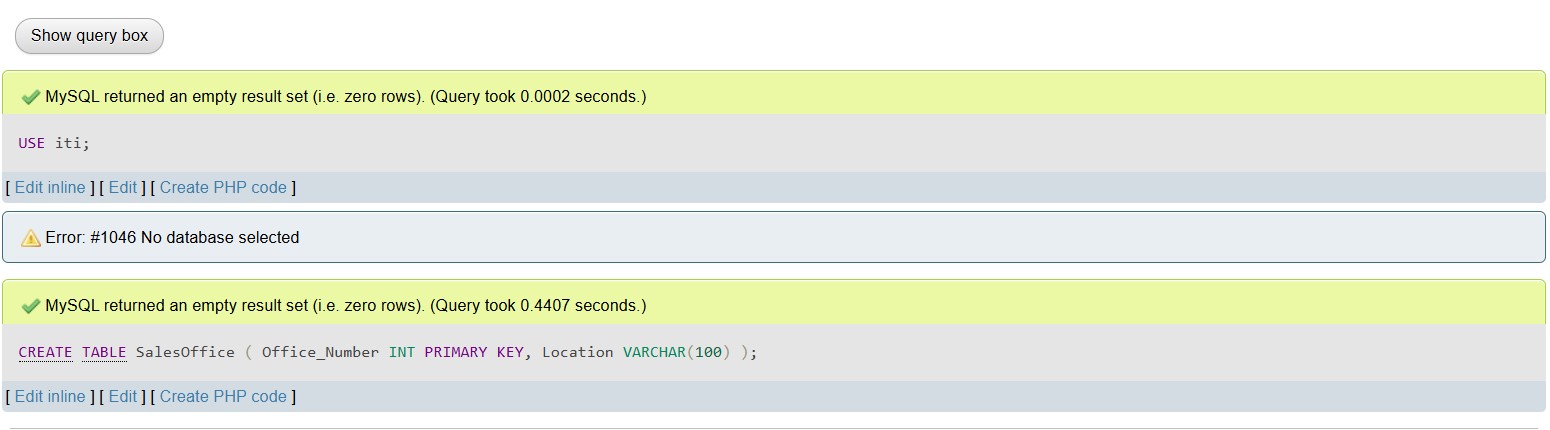 Show query box
MySQL returned an empty result set (i.e. zero rows). (Query took 0.0002 seconds.)
USE iti;
[ Edit inline ] [ Edit ] [ Create PHP code ]
Error: #1046 No database selected
MySQL returned an empty result set (i.e. zero rows). (Query took 0.4407 seconds.)
CREATE TABLE SalesOffice ( Office_Number INT PRIMARY KEY, Location VARCHAR(100) );
[ Edit inline ] [ Edit ] [ Create PHP code ]